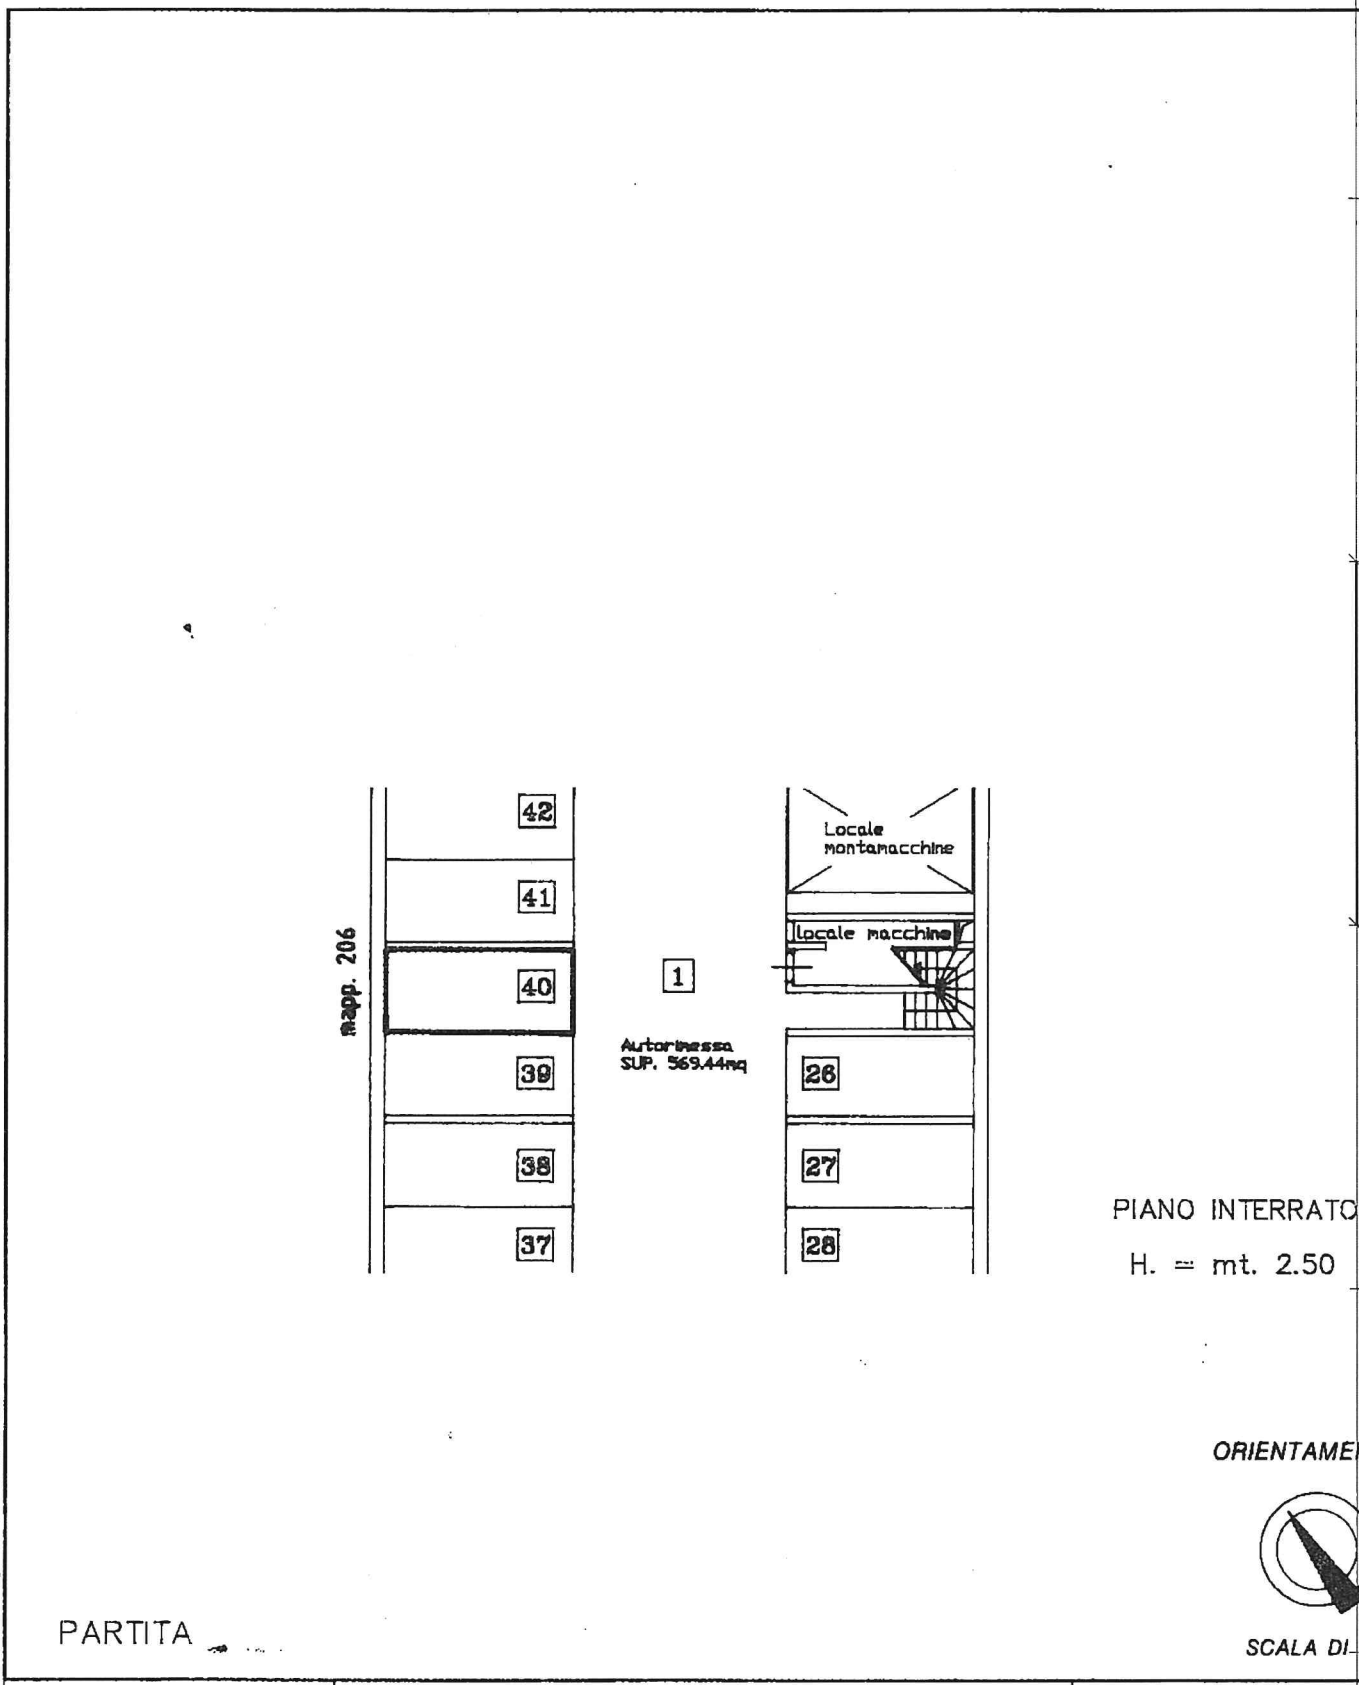 42
Locale
montamacchine
41
locale macchine
mapp. 206
40
1
Autorimessa
SUP. 569.44mq
39
26
38
27
37
28
PIANO INTERRATO
H. = mt. 2.50
ORIENTAME
PARTITA
SCALA DI